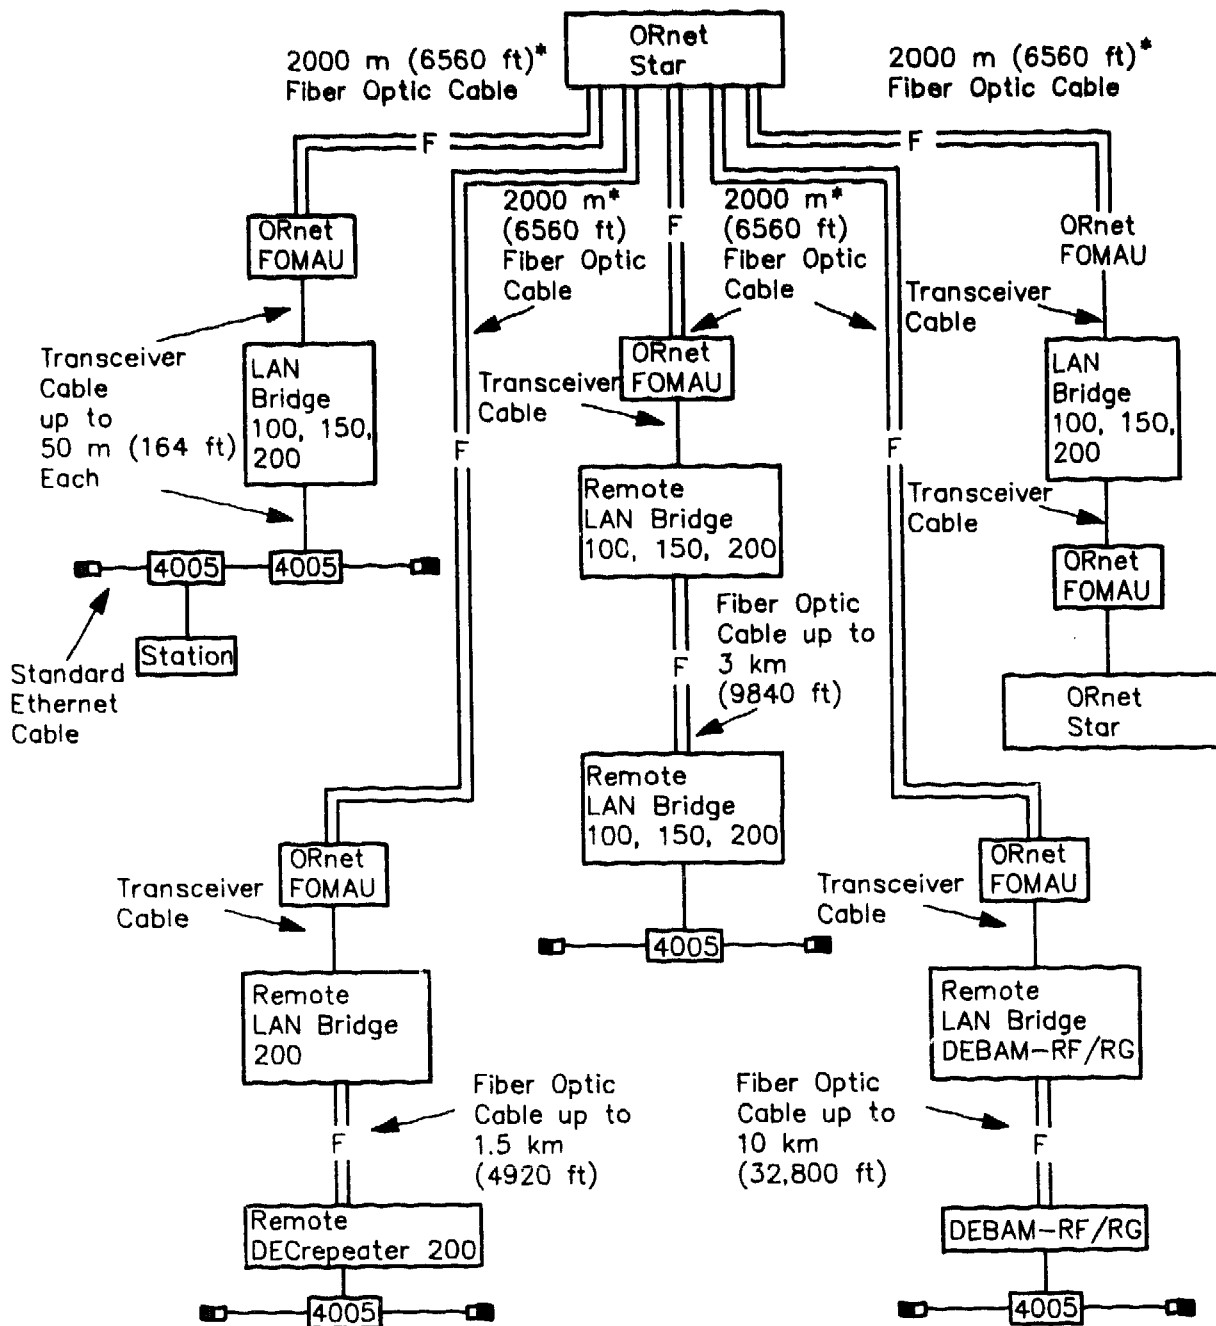 ORnet
Star
2000 m (6560 ft)*
Fiber Optic Cable
2000 m (6560 ft)*
Fiber Optic Cable
F
F
ORnet
FOMAU
2000 m*
(6560 ft)
Fiber Optic
Cable
F
2000 m*
(6560 ft)
Fiber Optic
Cable
ORnet
FOMAU
Transceiver
Cable
up to
50 m (164 ft)
Each
LAN
Bridge
100, 150,
200
F
ORnet
FOMAU
Transceiver
Cable
F
Transceiver
Cable
LAN
Bridge
100, 150,
200
Remote
LAN Bridge
10C, 150, 200
Transceiver
Cable
ORnet
FOMAU
4005
4005
Station
Standard
Ethernet
Cable
F
Fiber Optic
Cable up to
3 km
(9840 ft)
ORnet
Star
Remote
LAN Bridge
100, 150, 200
4005
ORnet
FOMAU
Transceiver
Cable
ORnet
FOMAU
Transceiver
Cable
Remote
LAN Bridge
200
Remote
LAN Bridge
DEBAM-RF/RG
F
Fiber Optic
Cable up to
1.5 km
(4920 ft)
Fiber Optic
Cable up to
10 km
(32,800 ft)
F
Remote
DECrepeater 200
DEBAM-RF/RG
4005
4005